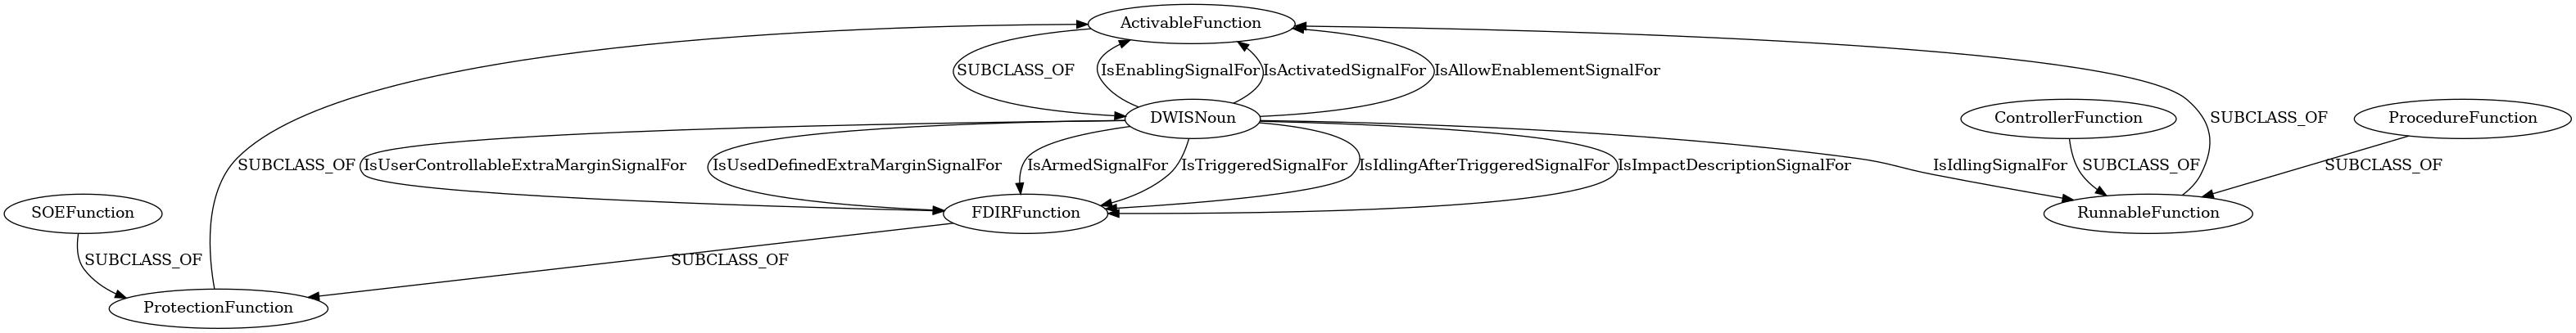 ActivableFunction
SUBCLASS_OF
IsEnablingSignalFor
IsActivatedSignalFor
IsAllowEnablementSignalFor
DWISNoun
ControllerFunction
SUBCLASS_OF
ProcedureFunction
SUBCLASS_OF
IsUserControllableExtraMarginSignalFor
IsUsedDefinedExtraMarginSignalFor
IsArmedSignalFor
IsTriggeredSignalFor
IsIdlingAfterTriggeredSignalFor
IsImpactDescriptionSignalFor
IsIdlingSignalFor
SUBCLASS_OF
SUBCLASS_OF
SOEFunction
FDIRFunction
RunnableFunction
SUBCLASS_OF
SUBCLASS_OF
ProtectionFunction